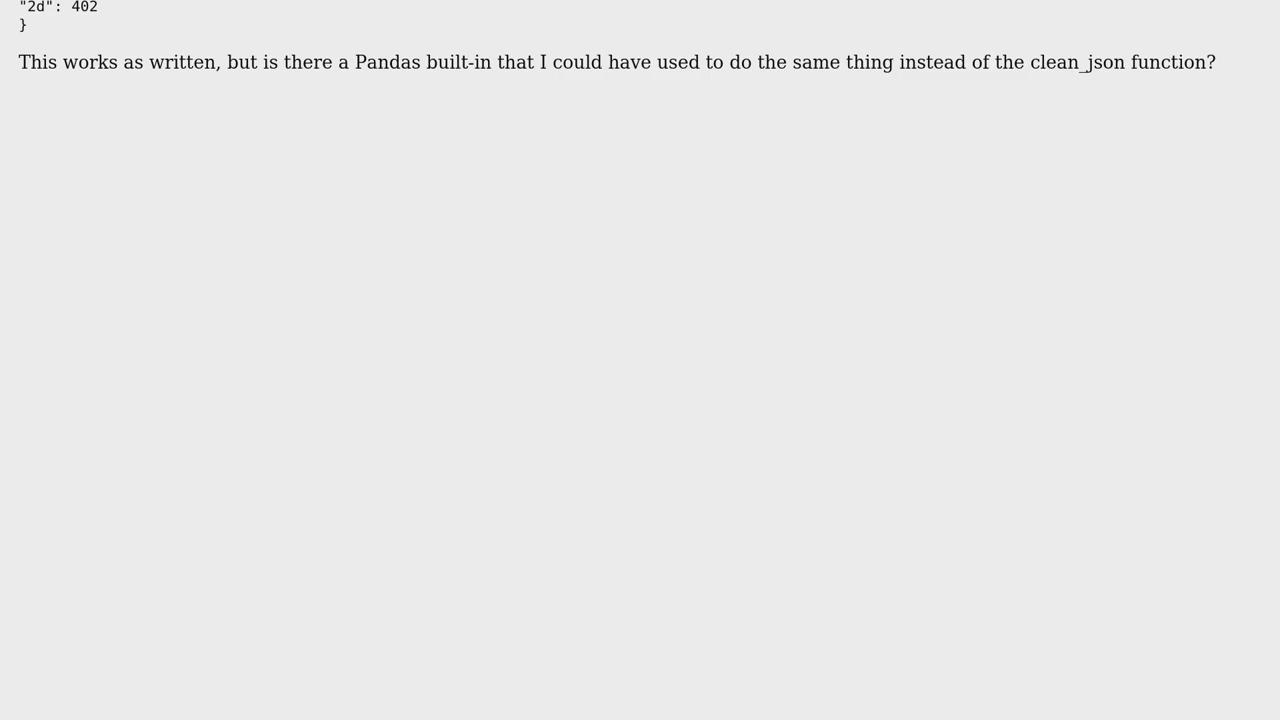 "2d": 402
}
This works as written, but is there a Pandas built-in that I could have used to do the same thing instead of the clean_json function?